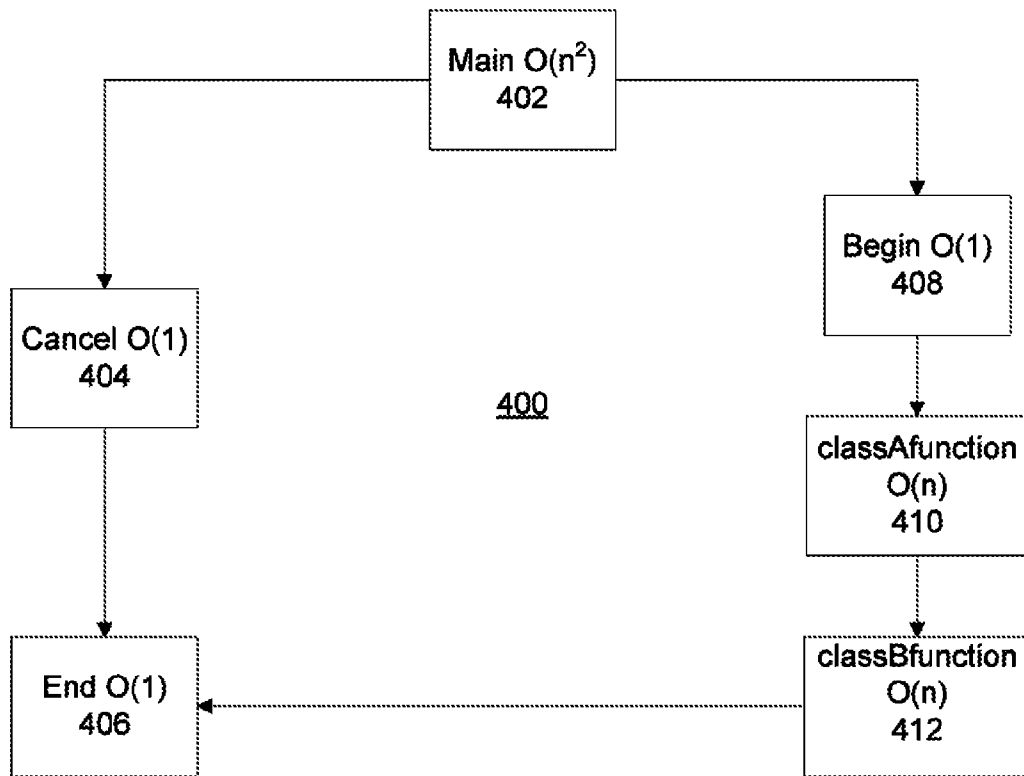 Main O(n²)
402
Begin O(1)
408
Cancel O(1)
404
400
classAfunction
O(n)
410
End O(1)
406
classBfunction
O(n)
412